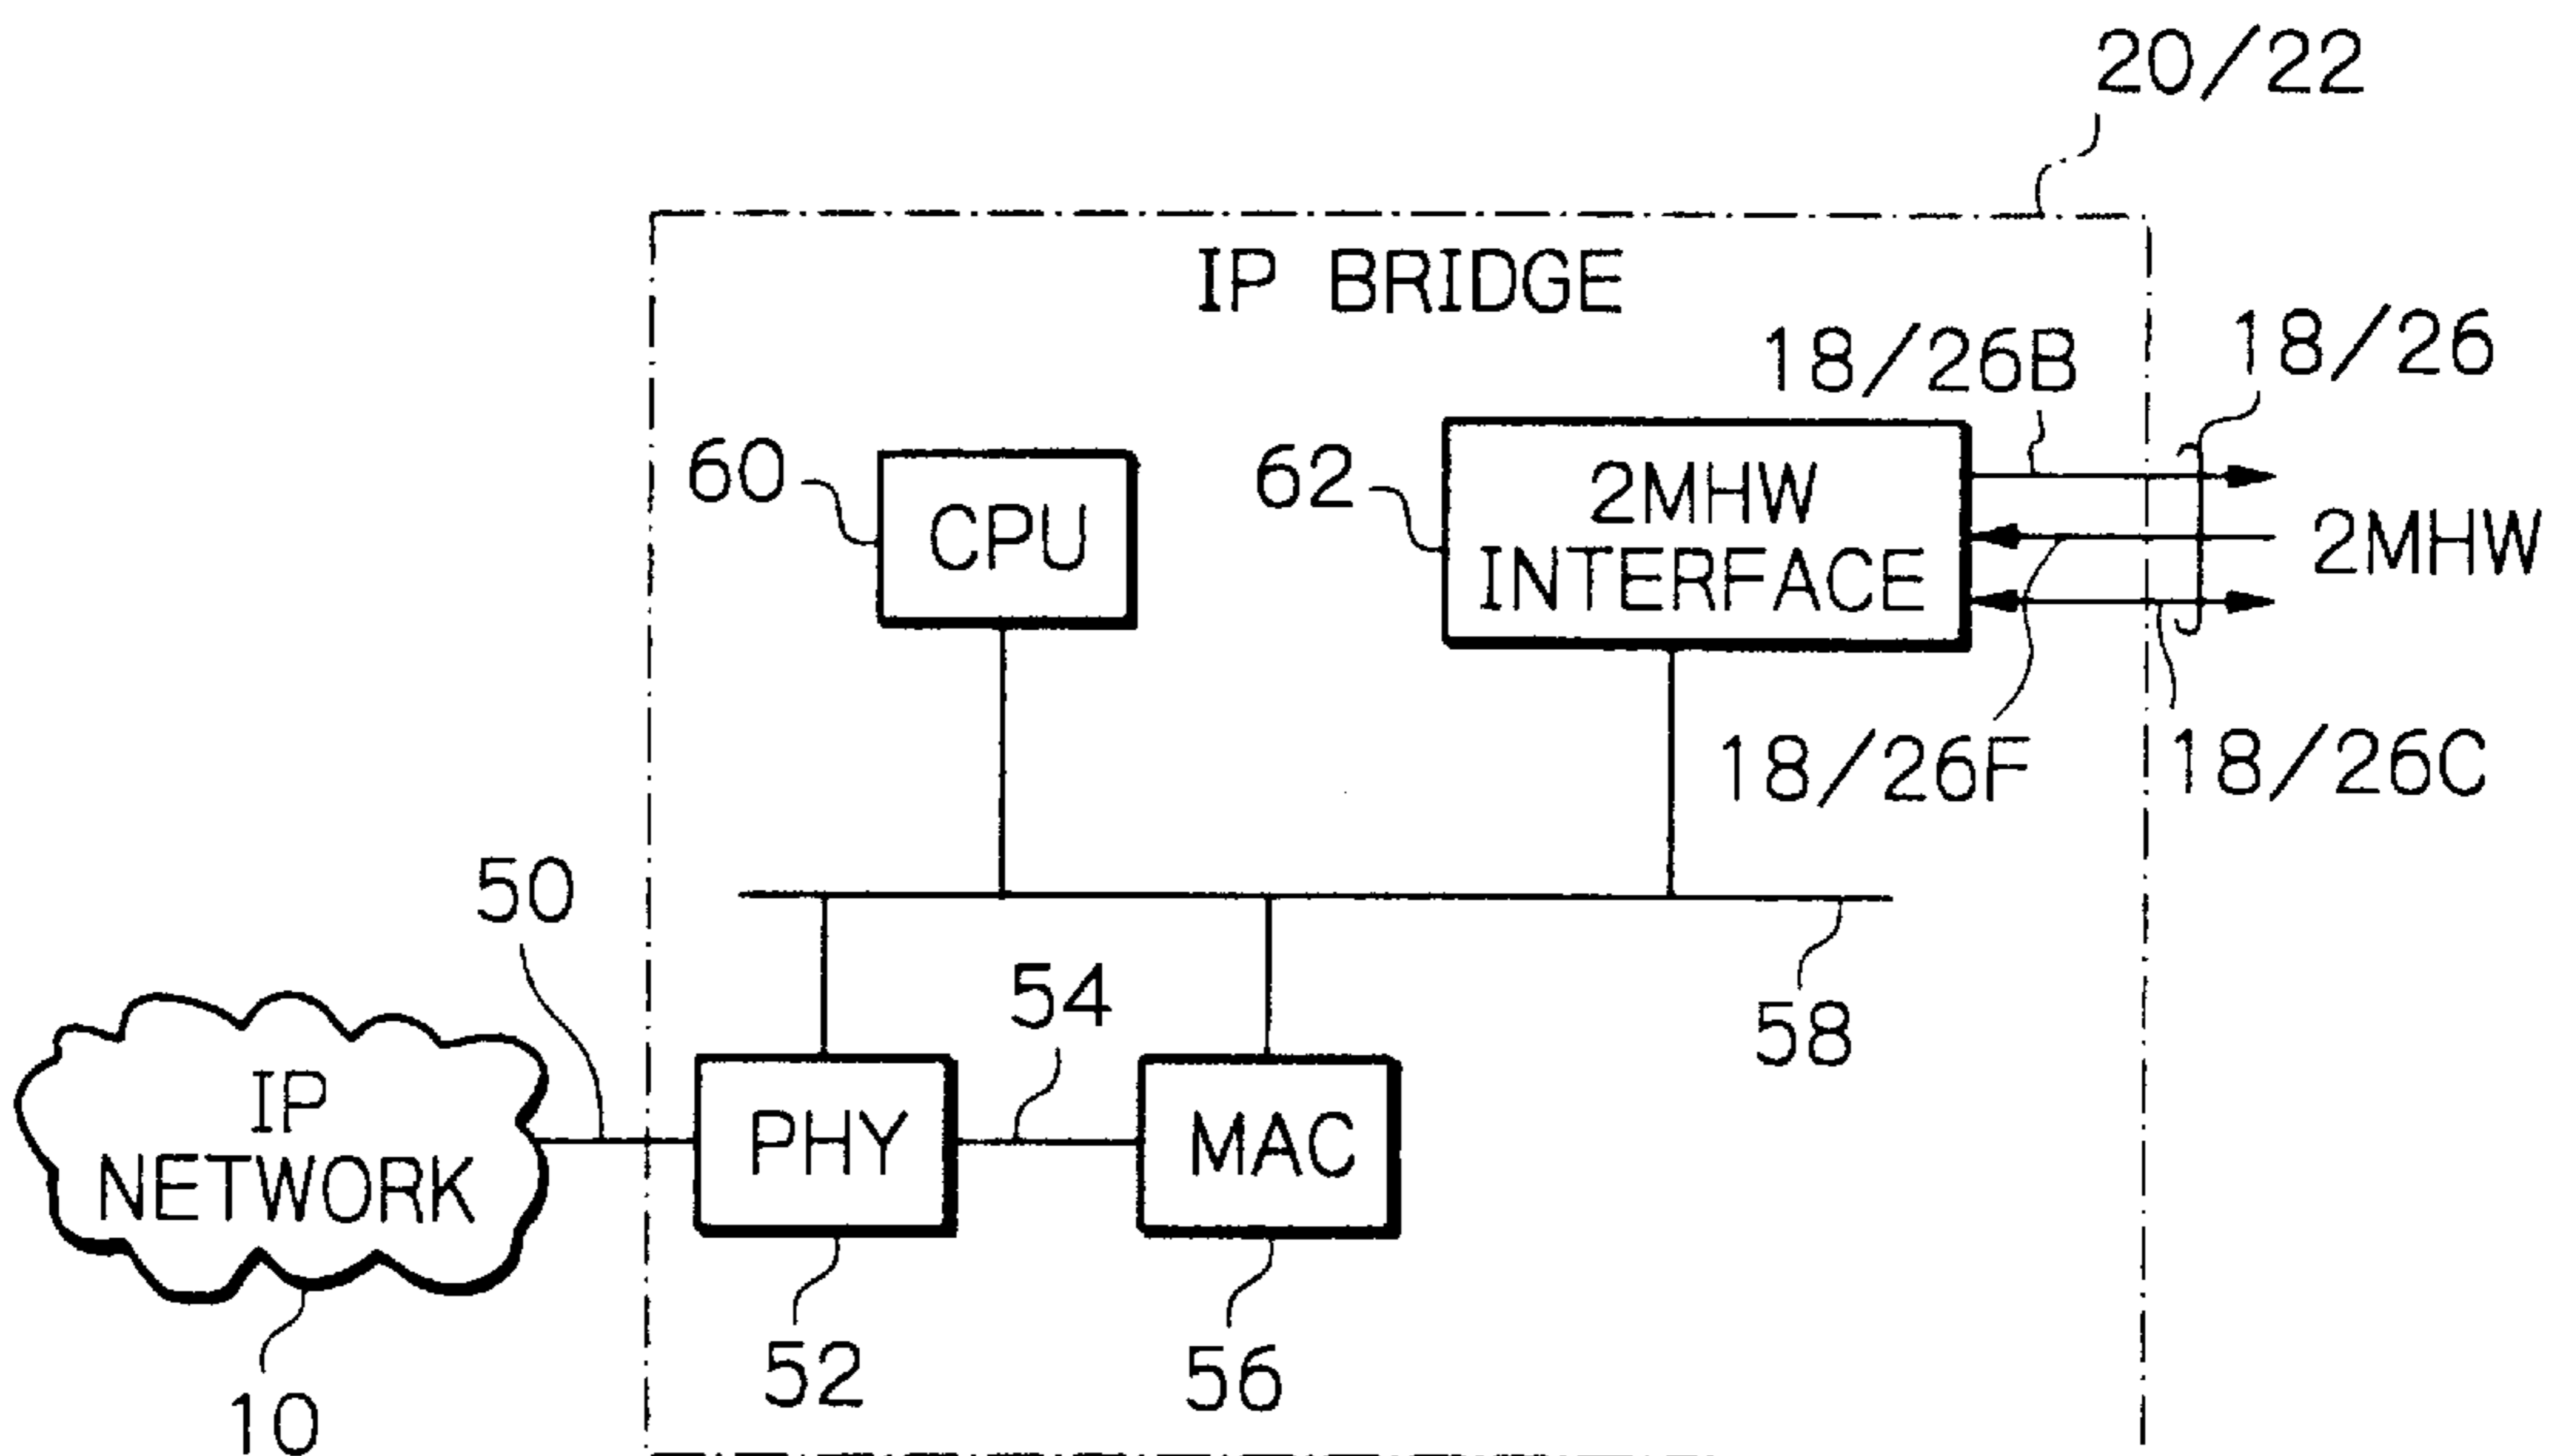 20/22
IP BRIDGE
18/26B
18/26
60
CPU
62
2MHW
INTERFACE
2MHW
18/26F
18/26C
50
54
58
IP
NETWORK
PHY
MAC
52
56
10